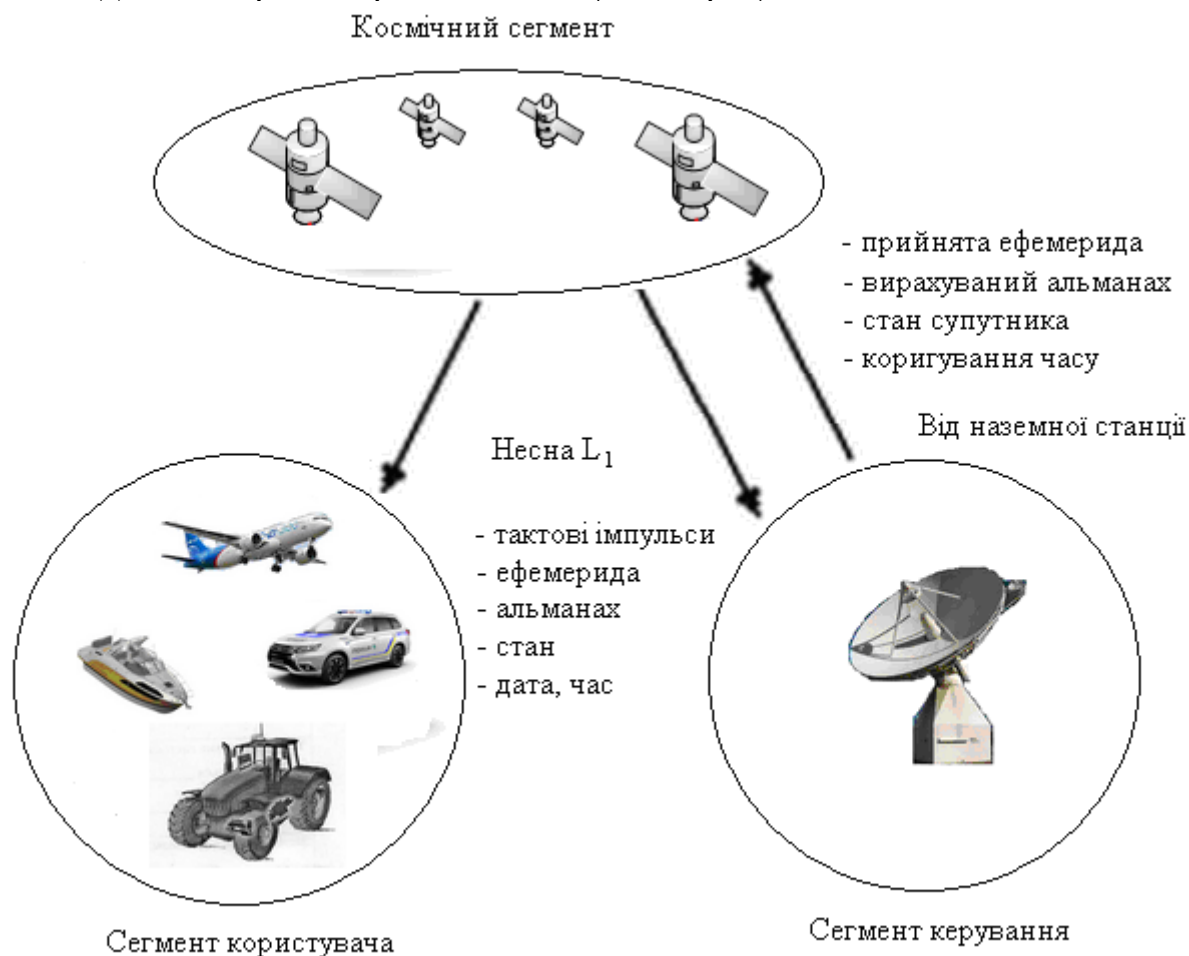 Космічний сегмент
- прийнята ефемерида
- вирахуваний альманах
- стан супутника
- коригування часу
Від наземної станції
Несна L1
- тактові імпульси
- ефемерида
- альманах
- стан
- дата, час
Сегмент користувача
Сегмент керування